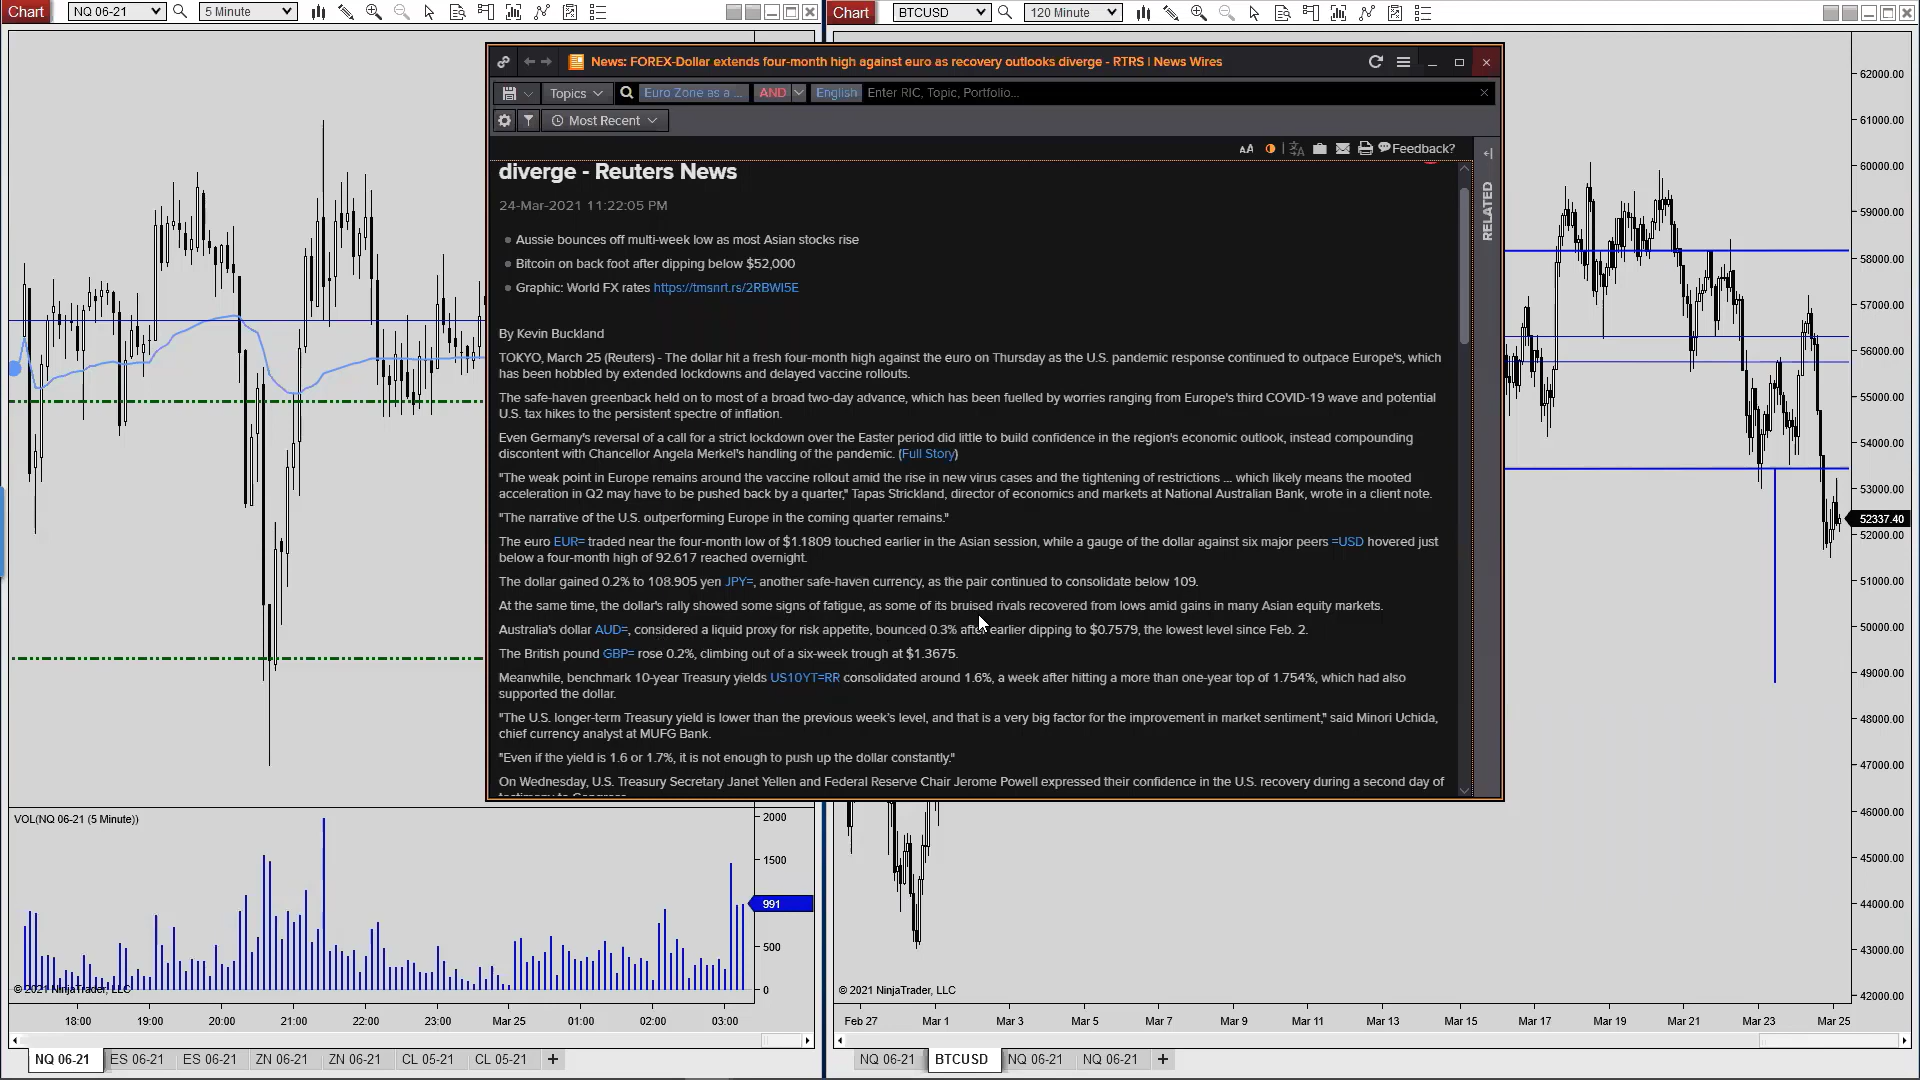 Chart NQ 06-21 5 Minute
Chart BTCUSD 120 Minute
News: FOREX-Dollar extends four-month high against euro as recovery outlooks diverge - RTRS | News Wires
Topics Euro Zone as a ... AND English Enter RIC, Topic, Portfolio...
Most Recent
AA Feedback?
RELATED
diverge - Reuters News
24-Mar-2021 11:22:05 PM
Aussie bounces off multi-week low as most Asian stocks rise
Bitcoin on back foot after dipping below $52,000
Graphic: World FX rates https://tmsnrt.rs/2RBWI5E
By Kevin Buckland
TOKYO, March 25 (Reuters) - The dollar hit a fresh four-month high against the euro on Thursday as the U.S. pandemic response continued to outpace Europe's, which
has been hobbled by extended lockdowns and delayed vaccine rollouts.
The safe-haven greenback held on to most of a broad two-day advance, which has been fuelled by worries ranging from Europe's third COVID-19 wave and potential
U.S. tax hikes to the persistent spectre of inflation.
Even Germany's reversal of a call for a strict lockdown over the Easter period did little to build confidence in the region's economic outlook, instead compounding
discontent with Chancellor Angela Merkel's handling of the pandemic. (Full Story)
"The weak point in Europe remains around the vaccine rollout amid the rise in new virus cases and the tightening of restrictions ... which likely means the mooted
acceleration in Q2 may have to be pushed back by a quarter," Tapas Strickland, director of economics and markets at National Australian Bank, wrote in a client note.
"The narrative of the U.S. outperforming Europe in the coming quarter remains."
The euro EUR= traded near the four-month low of $1.1809 touched earlier in the Asian session, while a gauge of the dollar against six major peers =USD hovered just
below a four-month high of 92.617 reached overnight.
The dollar gained 0.2% to 108.905 yen JPY=, another safe-haven currency, as the pair continued to consolidate below 109.
At the same time, the dollar's rally showed some signs of fatigue, as some of its bruised rivals recovered from lows amid gains in many Asian equity markets.
Australia's dollar AUD=, considered a liquid proxy for risk appetite, bounced 0.3% after earlier dipping to $0.7579, the lowest level since Feb. 2.
The British pound GBP= rose 0.2%, climbing out of a six-week trough at $1.3675.
Meanwhile, benchmark 10-year Treasury yields US10YT=RR consolidated around 1.6%, a week after hitting a more than one-year top of 1.754%, which had also
supported the dollar.
"The U.S. longer-term Treasury yield is lower than the previous week's level, and that is a very big factor for the improvement in market sentiment," said Minori Uchida,
chief currency analyst at MUFG Bank.
"Even if the yield is 1.6 or 1.7%, it is not enough to push up the dollar constantly."
On Wednesday, U.S. Treasury Secretary Janet Yellen and Federal Reserve Chair Jerome Powell expressed their confidence in the U.S. recovery during a second day of
62000.00
61000.00
60000.00
59000.00
58000.00
57000.00
56000.00
55000.00
54000.00
53000.00
52337.40
52000.00
51000.00
50000.00
49000.00
48000.00
47000.00
46000.00
45000.00
44000.00
43000.00
42000.00
VOL(NQ 06-21 (5 Minute))
2000
1500
991
500
0
© 2021 NinjaTrader, LLC
18:00 19:00 20:00 21:00 22:00 23:00 Mar 25 01:00 02:00 03:00
© 2021 NinjaTrader, LLC
Feb 27 Mar 1 Mar 3 Mar 5 Mar 7 Mar 9 Mar 11 Mar 13 Mar 15 Mar 17 Mar 19 Mar 21 Mar 23 Mar 25
NQ 06-21 ES 06-21 ES 06-21 ZN 06-21 ZN 06-21 CL 05-21 CL 05-21 +
NQ 06-21 BTCUSD NQ 06-21 NQ 06-21 +